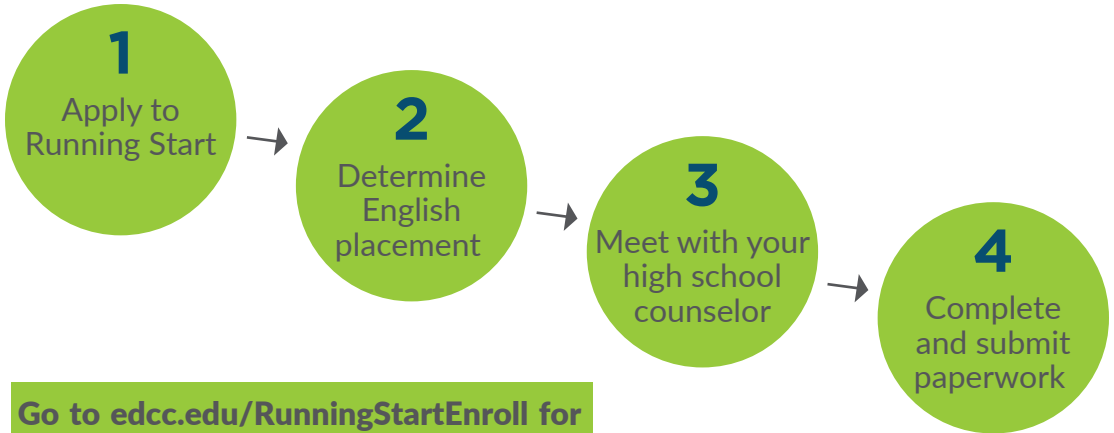 1
Apply to
Running Start
2
Determine
English
placement
3
Meet with your
high school
counselor
4
Complete
and submit
paperwork
Go to edcc.edu/RunningStartEnroll for